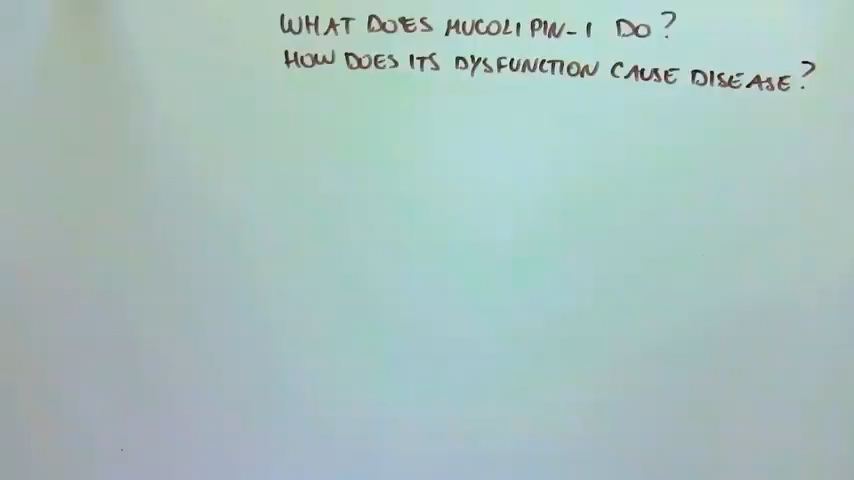 WHAT DOES MUCOLIPIN-1 DO?
HOW DOES ITS DYSFUNCTION CAUSE DISEASE?